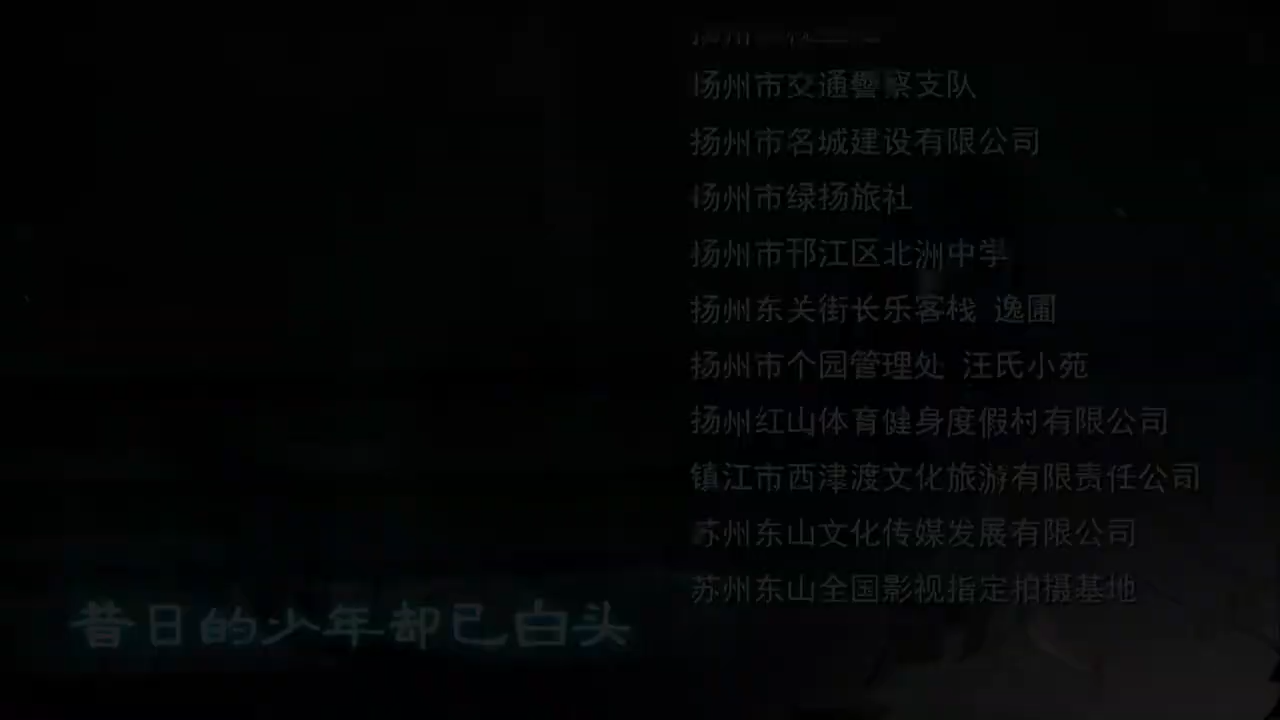 扬州市交通警察支队
扬州市名城建设有限公司
扬州市绿扬旅社
扬州市邗江区北洲中学
扬州东关街长乐客栈 逸圃
扬州市个园管理处 汪氏小苑
扬州红山体育健身度假村有限公司
镇江市西津渡文化旅游有限责任公司
苏州东山文化传媒发展有限公司
苏州东山全国影视指定拍摄基地
昔日的少年却已白头